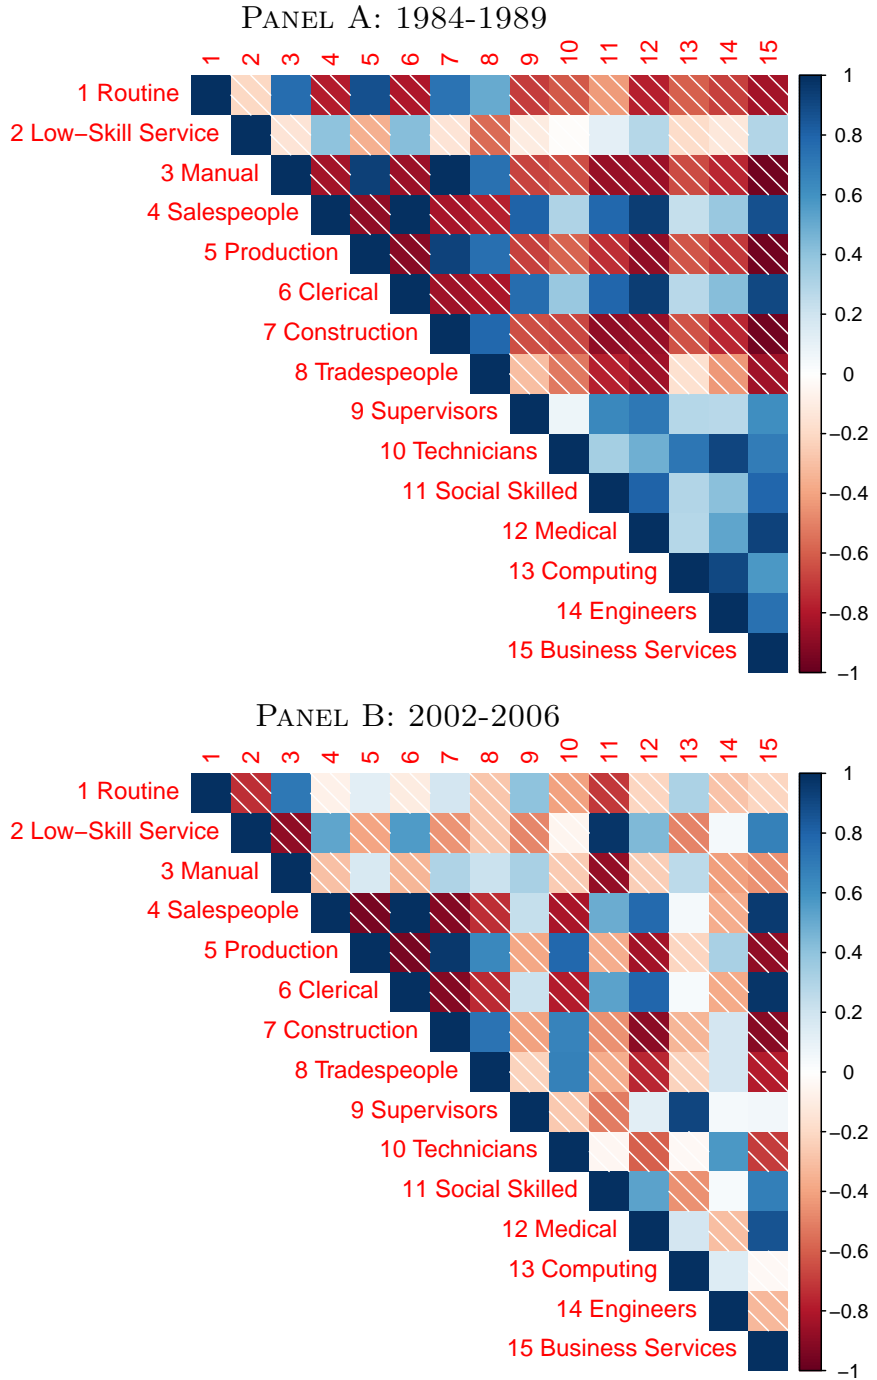 PANEL A: 1984-1989
1 2 3 4 5 6 7 8 9 10 11 12 13 14 15
1 Routine
2 Low−Skill Service
3 Manual
4 Salespeople
5 Production
6 Clerical
7 Construction
8 Tradespeople
9 Supervisors
10 Technicians
11 Social Skilled
12 Medical
13 Computing
14 Engineers
15 Business Services
1
0.8
0.6
0.4
0.2
0
−0.2
−0.4
−0.6
−0.8
−1
PANEL B: 2002-2006
1 2 3 4 5 6 7 8 9 10 11 12 13 14 15
1 Routine
2 Low−Skill Service
3 Manual
4 Salespeople
5 Production
6 Clerical
7 Construction
8 Tradespeople
9 Supervisors
10 Technicians
11 Social Skilled
12 Medical
13 Computing
14 Engineers
15 Business Services
1
0.8
0.6
0.4
0.2
0
−0.2
−0.4
−0.6
−0.8
−1